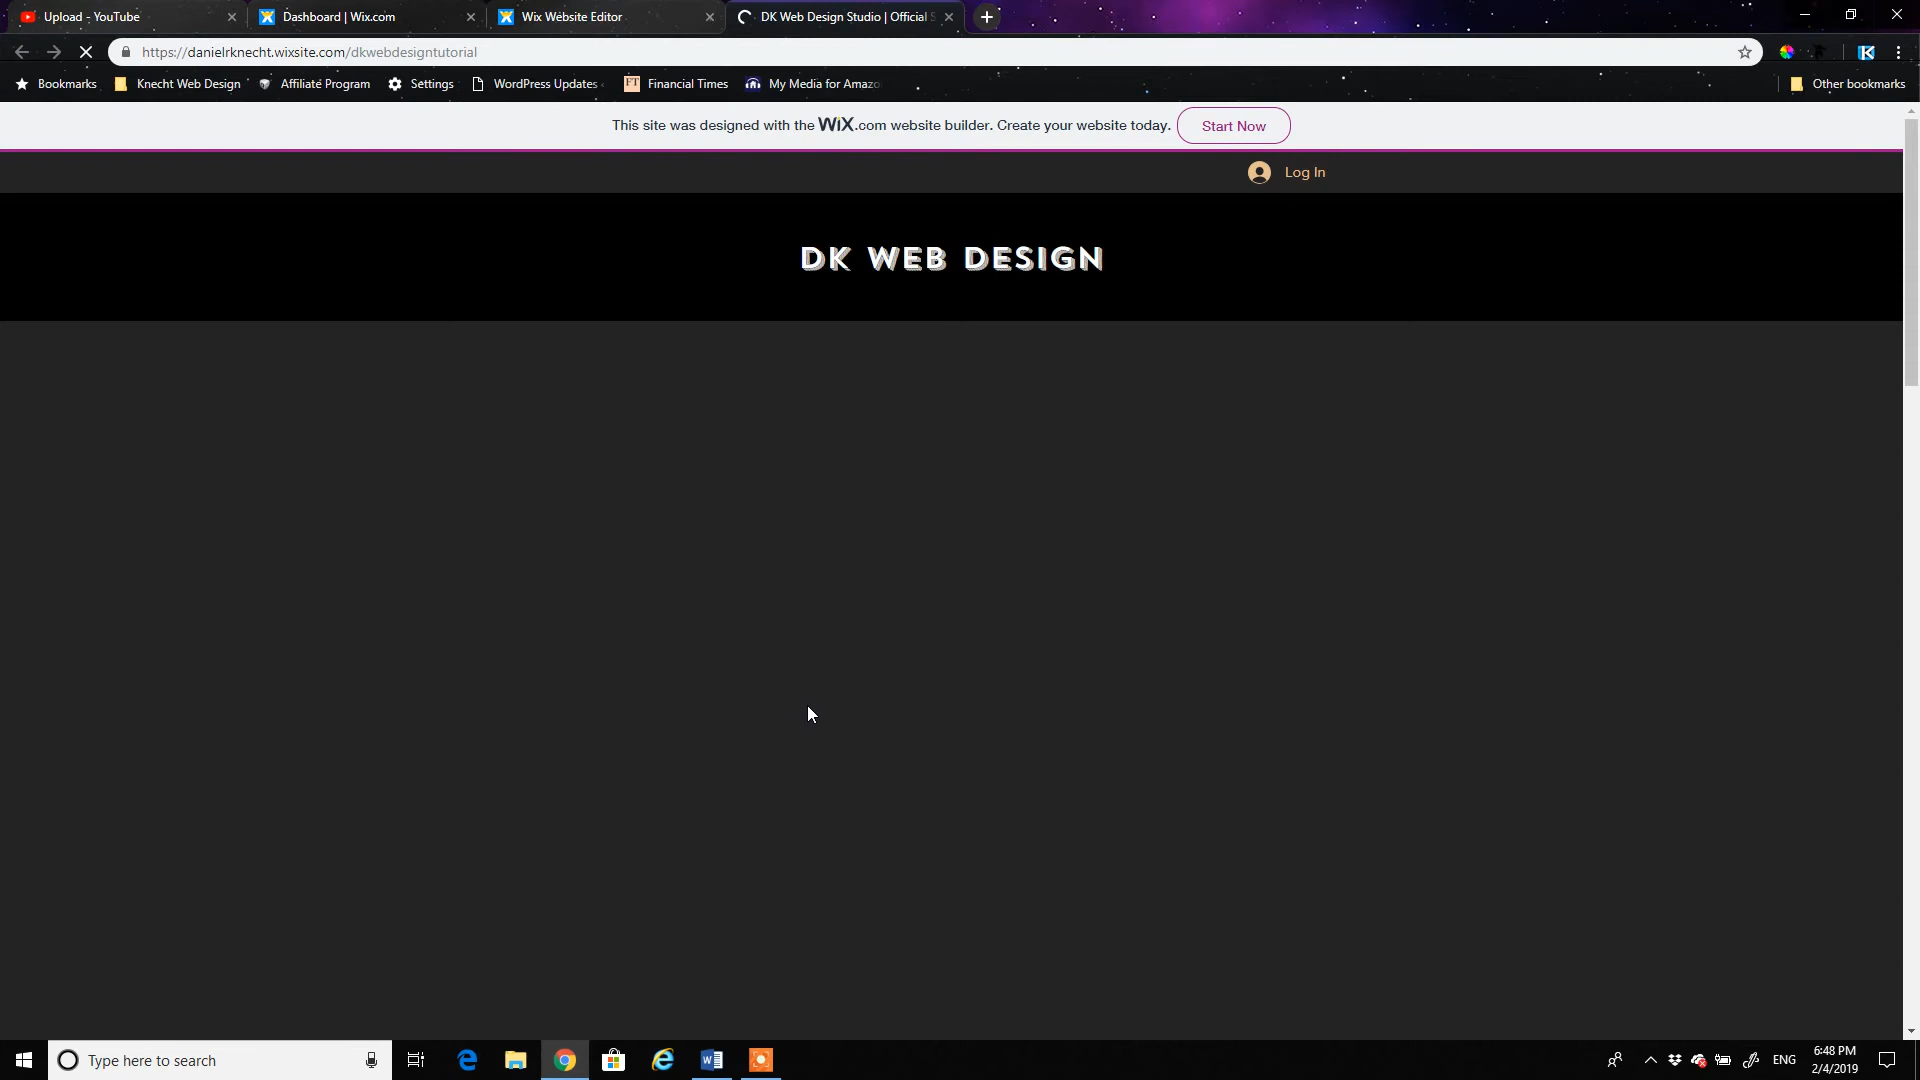 Upload - YouTube
Dashboard | Wix.com
Wix Website Editor
DK Web Design Studio | Official
https://danielrknecht.wixsite.com/dkwebdesigntutorial
Bookmarks
Knecht Web Design
Affiliate Program
Settings
WordPress Updates
FT
Financial Times
My Media for Amazo
Other bookmarks
This site was designed with the WiX.com website builder. Create your website today.
Start Now
Log In
DK WEB DESIGN
Type here to search
ENG
6:48 PM
2/4/2019